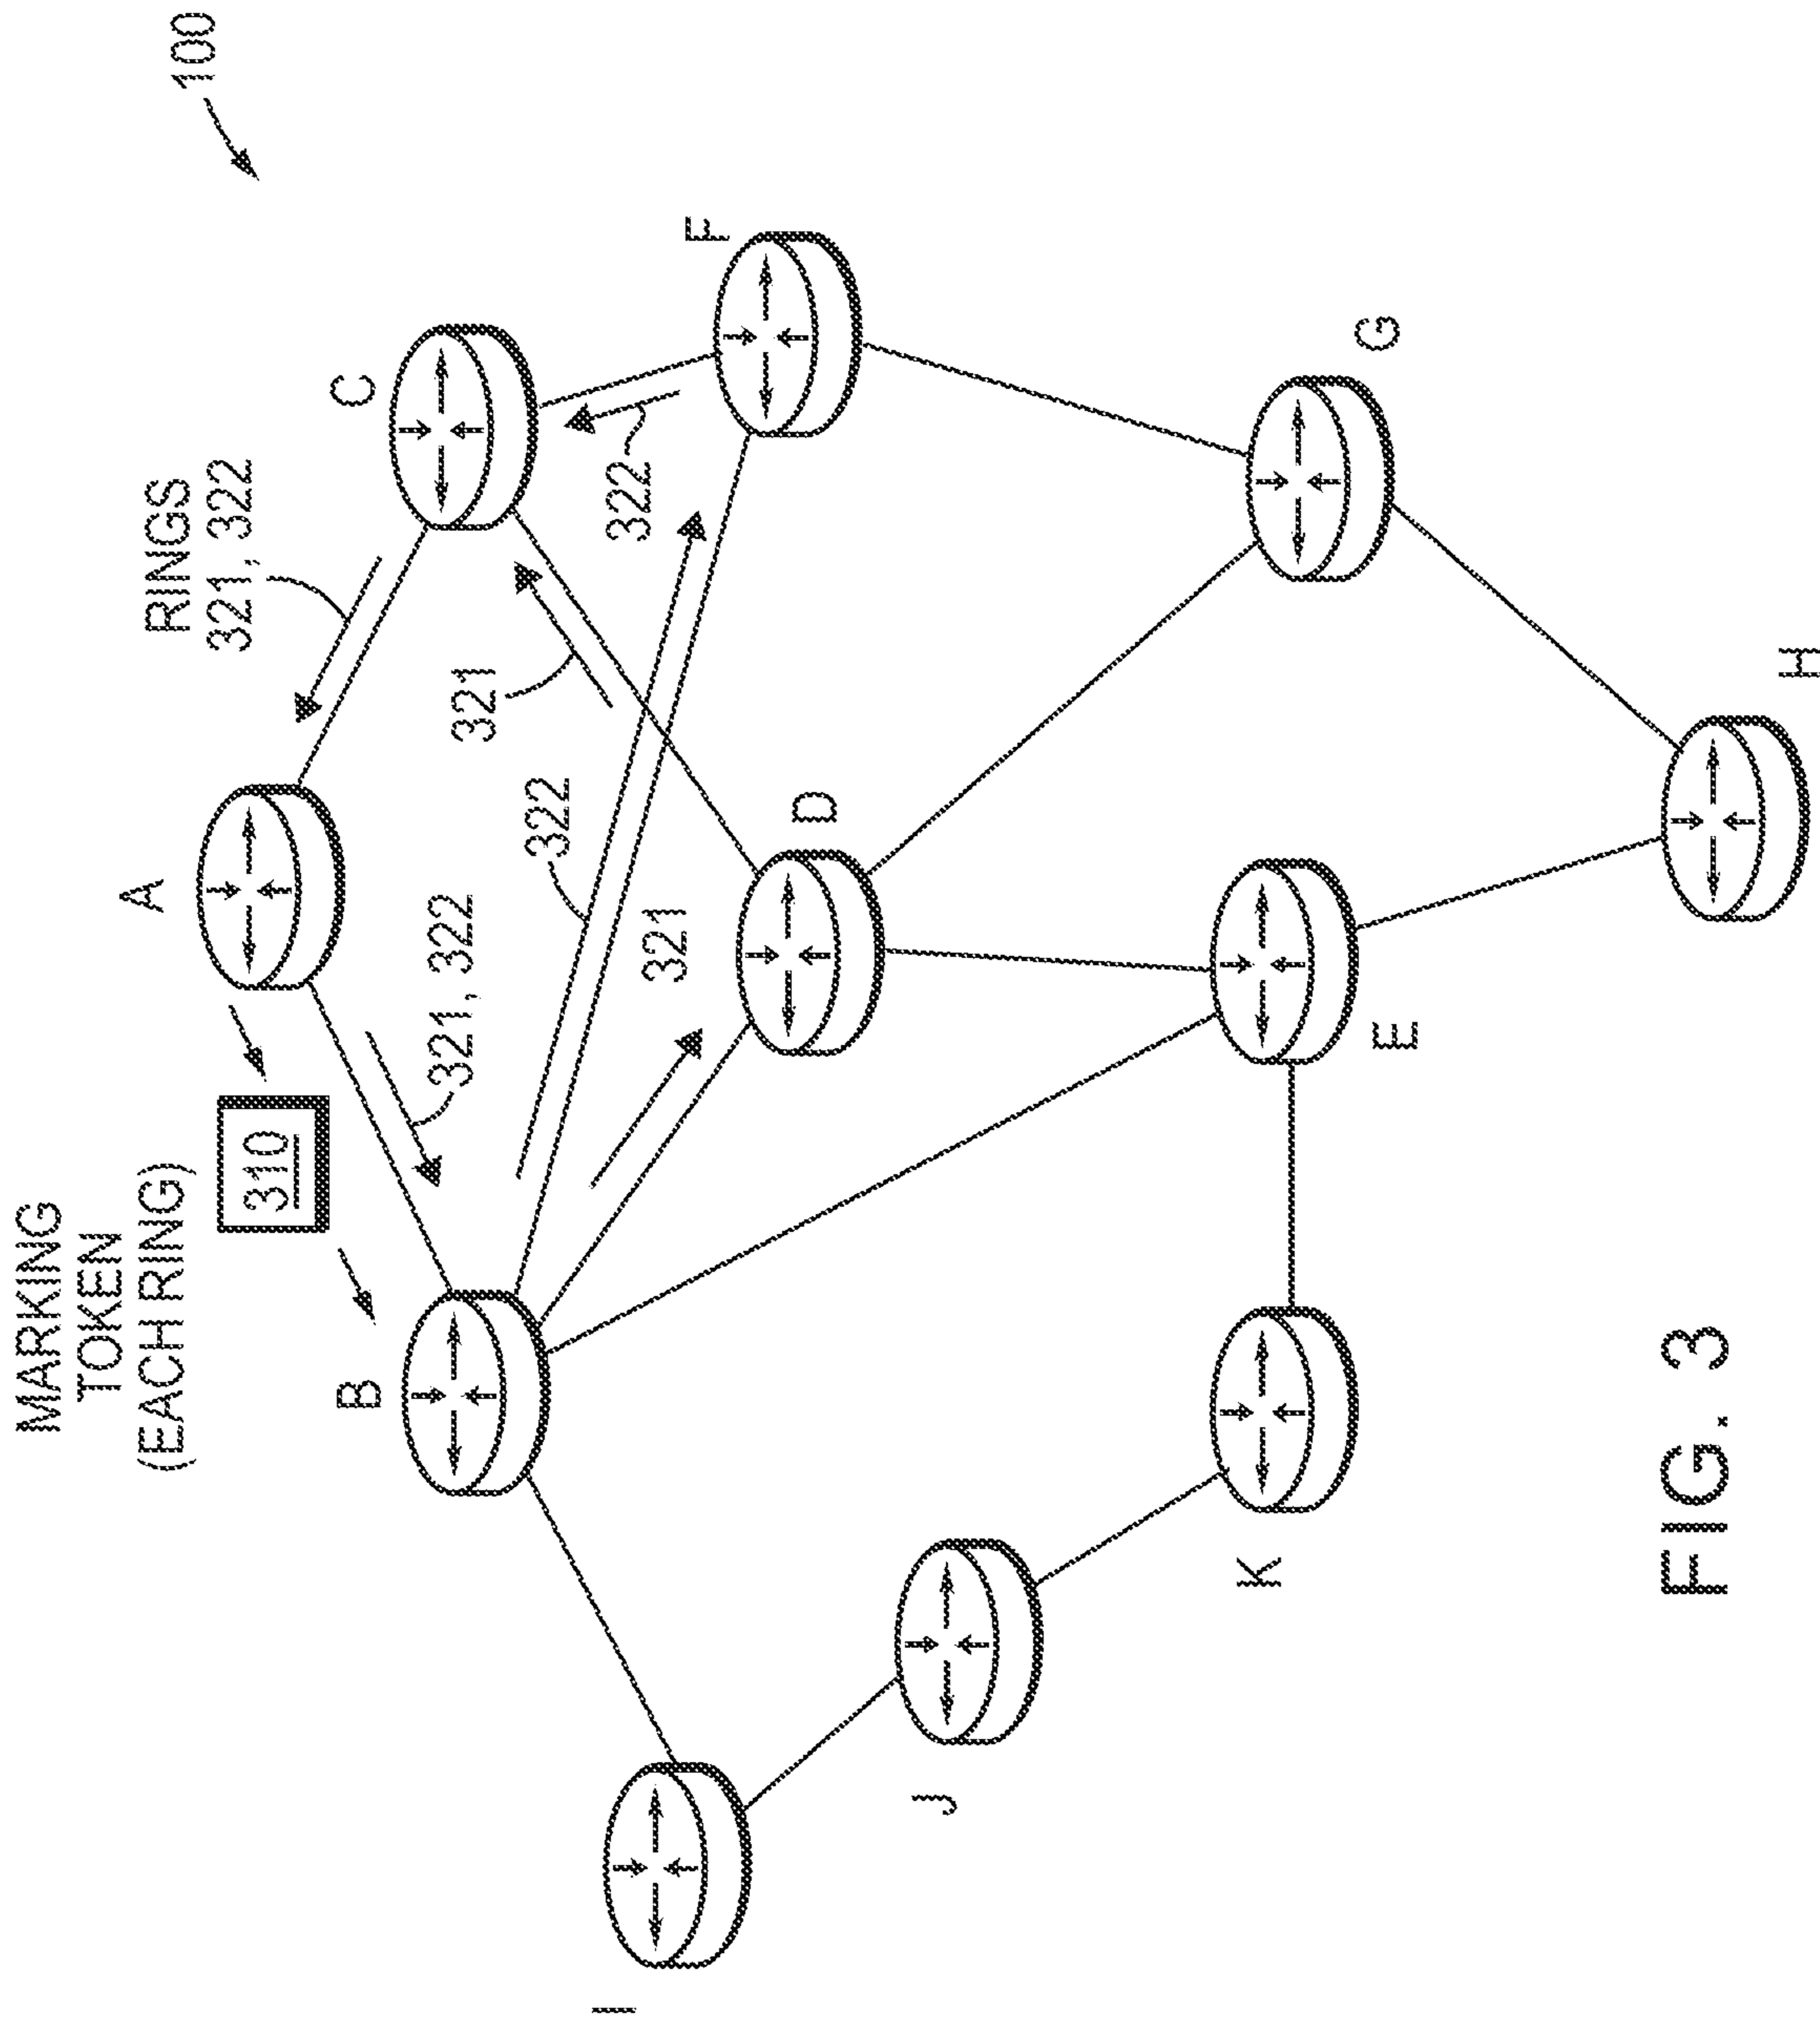 MARKING
TOKEN
(EACH RING)
310
A
RINGS
321, 322
100
321, 322
B
C
321
322
322
F
321
D
I
J
K
E
G
H
FIG. 3